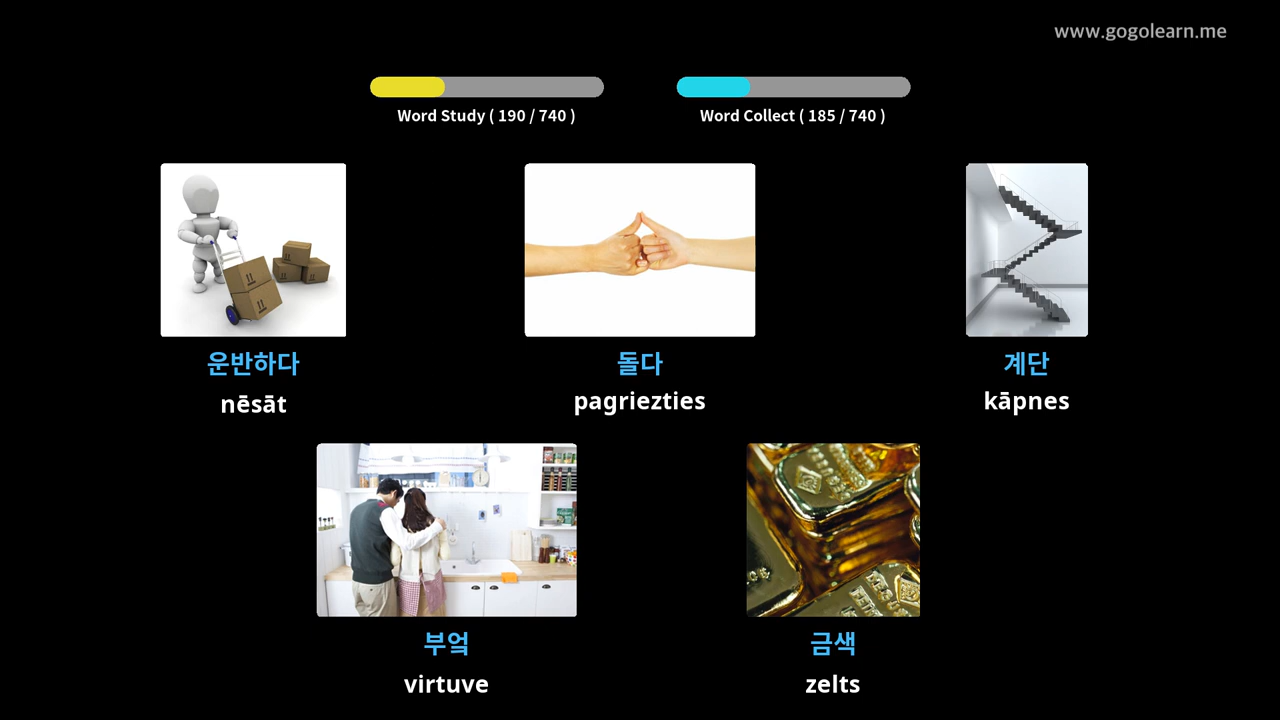 www.gogolearn.me
Word Study ( 190 / 740 )
Word Collect ( 185 / 740 )
운반하다
nēsāt
돌다
pagriezties
계단
kāpnes
부엌
virtuve
금색
zelts